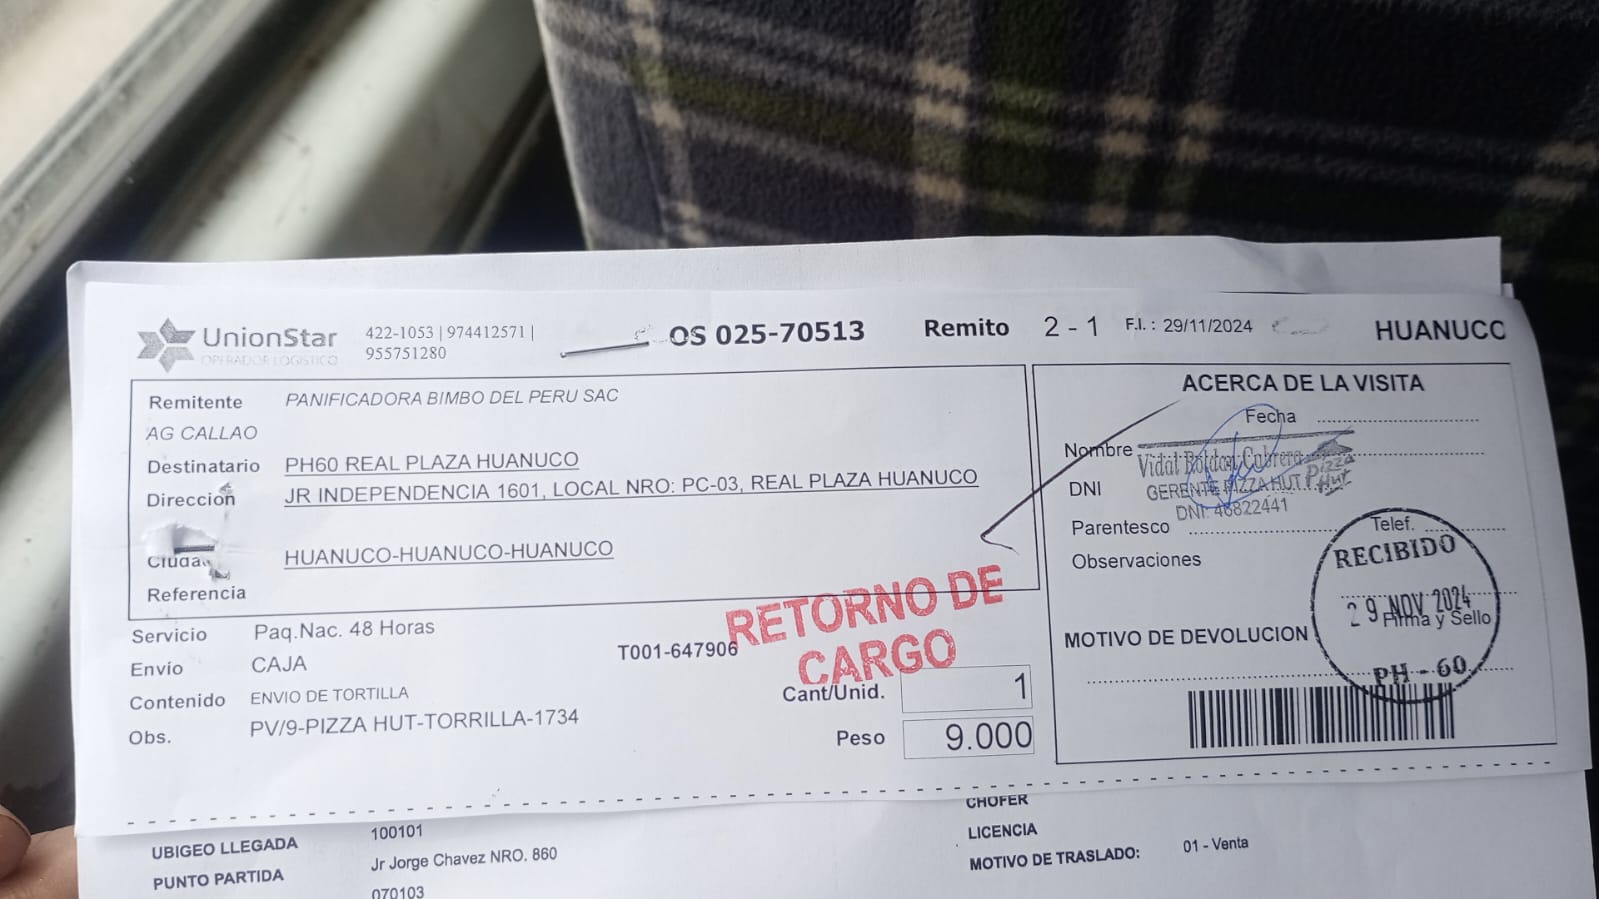 UnionStar
OPERADOR LOGISTICO
422-1053 | 974412571 |
955751280
OS 025-70513
Remito 2 - 1
F.I. : 29/11/2024
HUANUCO
Remitente PANIFICADORA BIMBO DEL PERU SAC
AG CALLAO
Destinatario PH60 REAL PLAZA HUANUCO
Dirección JR INDEPENDENCIA 1601, LOCAL NRO: PC-03, REAL PLAZA HUANUCO
Ciudad HUANUCO-HUANUCO-HUANUCO
Referencia
Servicio Paq.Nac. 48 Horas
Envío CAJA
Contenido ENVIO DE TORTILLA
Obs. PV/9-PIZZA HUT-TORRILLA-1734
T001-647906
RETORNO DE
CARGO
Cant/Unid. 1
Peso 9.000
ACERCA DE LA VISITA
Fecha
Nombre
Vidal Roldan Cabrera
GERENTE PIZZA HUT
Pizza
Hut
DNI
DNI: 46822441
Parentesco
Telef.
Observaciones
RECIBIDO
29 NOV 2024
Firma y Sello
PH - 60
MOTIVO DE DEVOLUCION
UBIGEO LLEGADA 100101
PUNTO PARTIDA Jr Jorge Chavez NRO. 860
070103
CHOFER
LICENCIA
MOTIVO DE TRASLADO: 01 - Venta